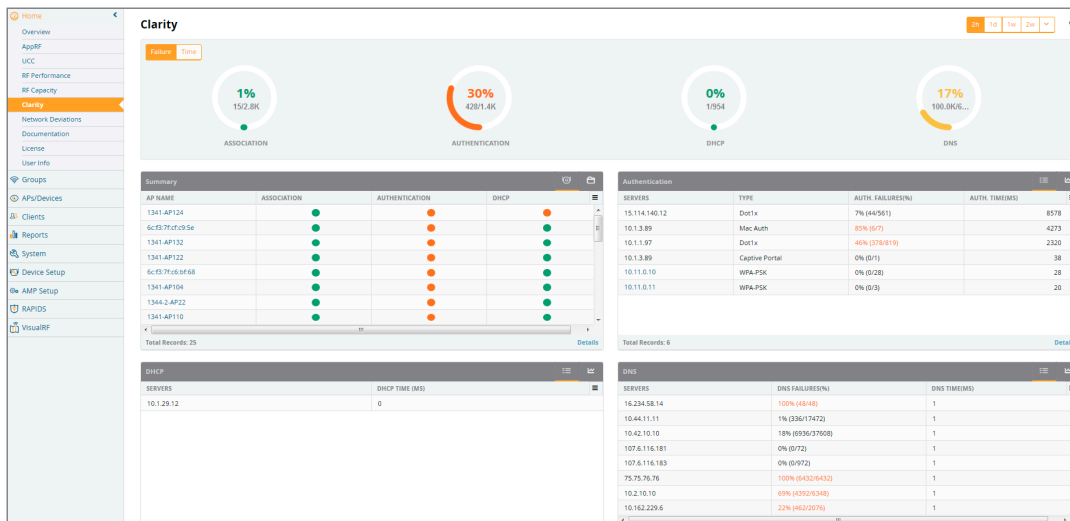 Home
Overview
AppRF
UCC
RF Performance
RF Capacity
Clarity
Network Deviations
Documentation
License
User Info
Groups
APs/Devices
Clients
Reports
System
Device Setup
AMP Setup
RAPIDS
VisualRF
Clarity
2h 1d 1w 2w
Failure Time
1% 30% 0% 17%
15/2.8K 428/1.4K 1/954 100.0K/6...
ASSOCIATION AUTHENTICATION DHCP DNS
Summary
AP NAME ASSOCIATION AUTHENTICATION DHCP
1341-AP124
6c:f3:7f:cf:c9:5e
1341-AP132
1341-AP122
6c:f3:7f:c6:bf:68
1341-AP104
1344-2-AP22
1341-AP110
Total Records: 25 Details
Authentication
SERVERS TYPE AUTH. FAILURES(%) AUTH. TIME(MS)
15.114.140.12 Dot1x 7% (44/561) 8578
10.1.3.89 Mac Auth 85% (6/7) 4273
10.1.1.97 Dot1x 46% (378/819) 2320
10.1.3.89 Captive Portal 0% (0/1) 38
10.11.0.10 WPA-PSK 0% (0/28) 28
10.11.0.11 WPA-PSK 0% (0/3) 20
Total Records: 6 Detai
DHCP
SERVERS DHCP TIME (MS)
10.1.29.12 0
DNS
SERVERS DNS FAILURES(%) DNS TIME(MS)
16.234.58.14 100% (48/48) 1
10.44.11.11 1% (336/17472) 1
10.42.10.10 18% (6936/37608) 1
107.6.116.181 0% (0/72) 1
107.6.116.183 0% (0/972) 1
75.75.76.76 100% (6432/6432) 1
10.2.10.10 69% (4392/6348) 1
10.162.229.6 22% (462/2076) 1